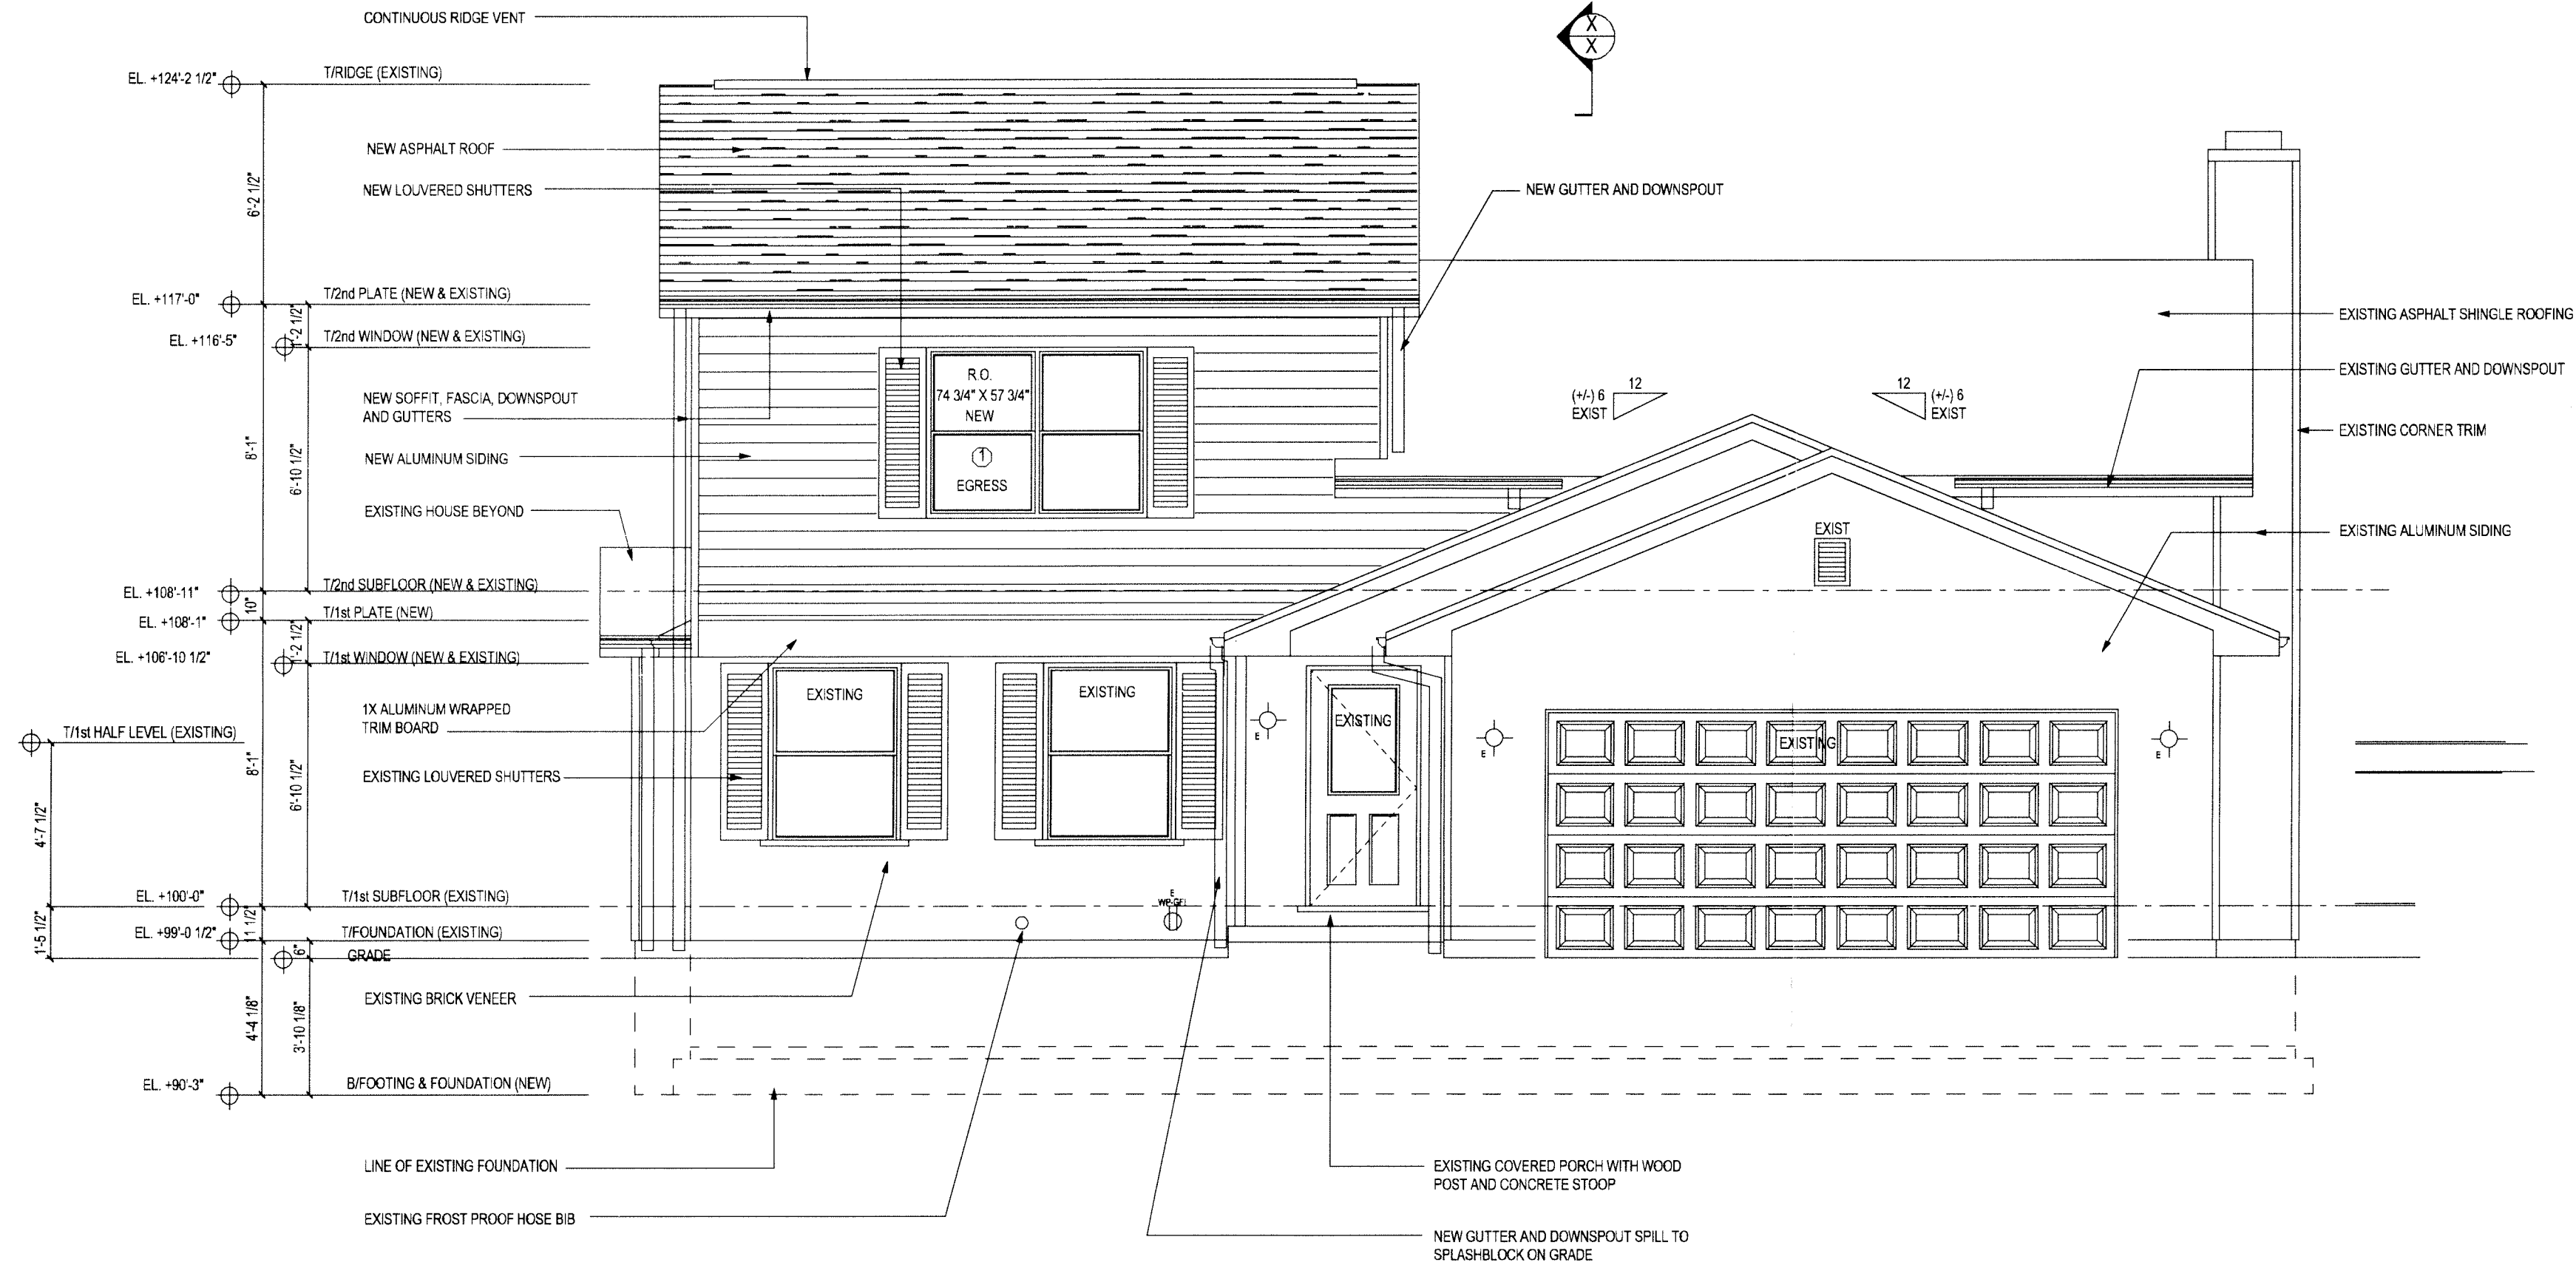 CONTINUOUS RIDGE VENT
X
X
EL. +124'-2 1/2"
T/RIDGE (EXISTING)
NEW ASPHALT ROOF
6'-2 1/2"
NEW LOUVERED SHUTTERS
NEW GUTTER AND DOWNSPOUT
EL. +117'-0"
T/2nd PLATE (NEW & EXISTING)
1'-2 1/2"
EXISTING ASPHALT SHINGLE ROOFING
EL. +116'-5"
T/2nd WINDOW (NEW & EXISTING)
EXISTING GUTTER AND DOWNSPOUT
R.O.
74 3/4" X 57 3/4"
NEW
12
(+/-) 6
EXIST
12
(+/-) 6
EXIST
NEW SOFFIT, FASCIA, DOWNSPOUT
AND GUTTERS
EXISTING CORNER TRIM
8'-1"
NEW ALUMINUM SIDING
1
EGRESS
6'-10 1/2"
EXISTING HOUSE BEYOND
EXIST
EXISTING ALUMINUM SIDING
EL. +108'-11"
T/2nd SUBFLOOR (NEW & EXISTING)
10"
EL. +108'-1"
T/1st PLATE (NEW)
1'-2 1/2"
EL. +106'-10 1/2"
T/1st WINDOW (NEW & EXISTING)
EXISTING
EXISTING
1X ALUMINUM WRAPPED
TRIM BOARD
EXISTING
E
E
E
EXISTING
T/1st HALF LEVEL (EXISTING)
8'-1"
EXISTING LOUVERED SHUTTERS
6'-10 1/2"
4'-7 1/2"
EL. +100'-0"
T/1st SUBFLOOR (EXISTING)
E
WP-GFI
EL. +99'-0 1/2"
11 1/2"
T/FOUNDATION (EXISTING)
1'-5 1/2"
6"
GRADE
EXISTING BRICK VENEER
4'-4 1/8"
3'-10 1/8"
EL. +90'-3"
B/FOOTING & FOUNDATION (NEW)
LINE OF EXISTING FOUNDATION
EXISTING COVERED PORCH WITH WOOD
POST AND CONCRETE STOOP
EXISTING FROST PROOF HOSE BIB
NEW GUTTER AND DOWNSPOUT SPILL TO
SPLASHBLOCK ON GRADE